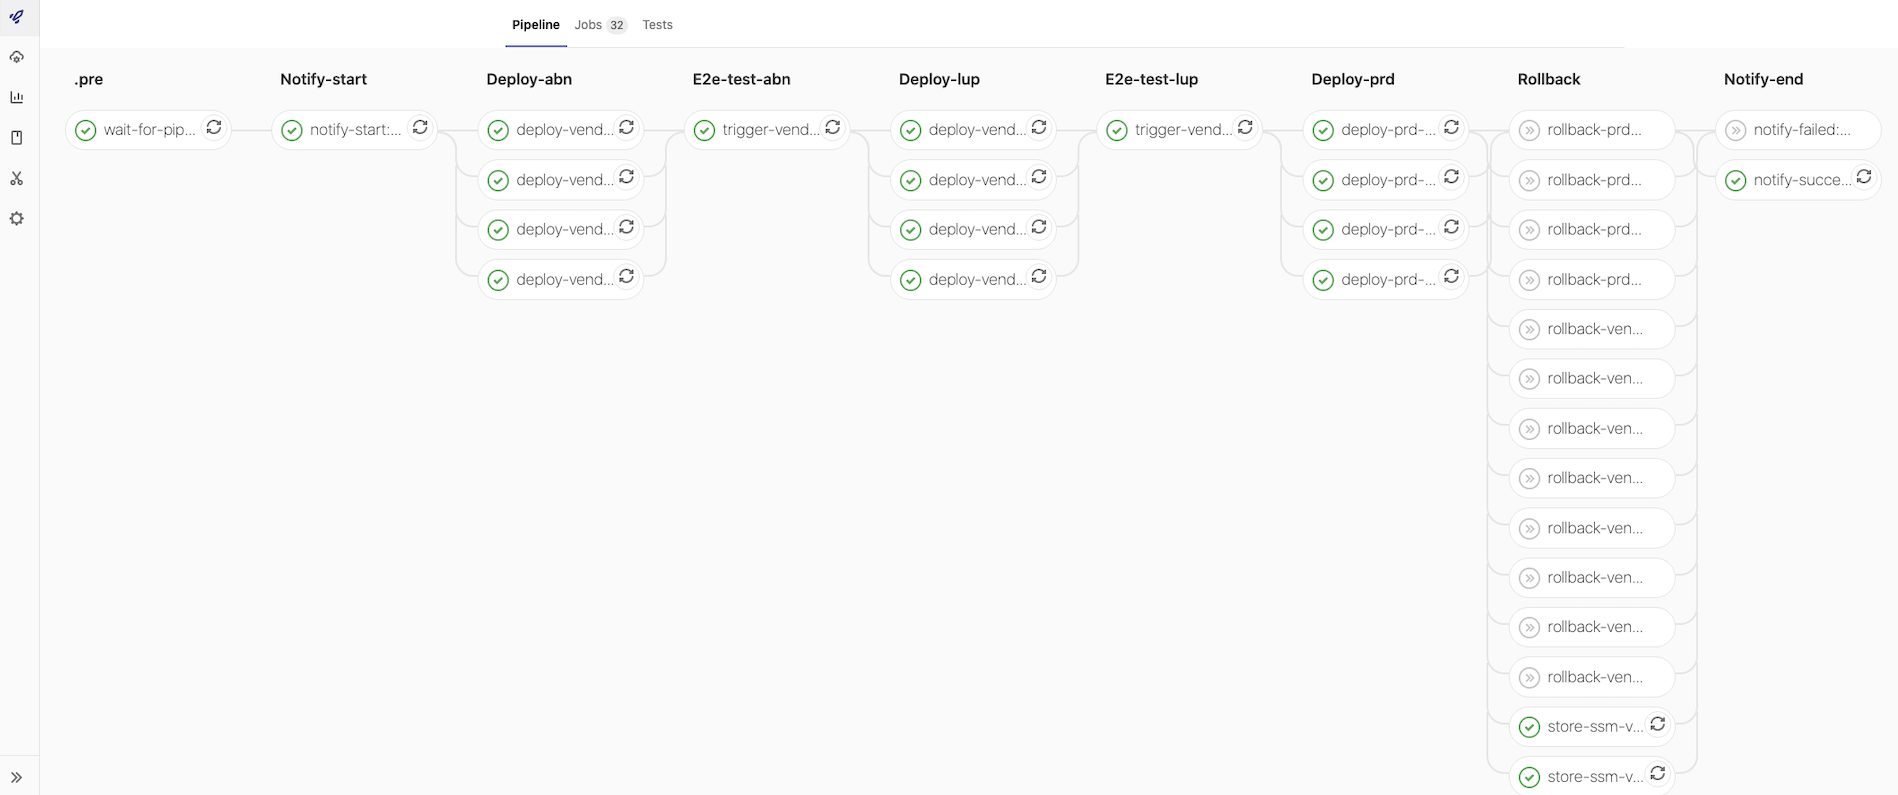 Pipeline Jobs 32 Tests
.pre Notify-start Deploy-abn E2e-test-abn Deploy-lup E2e-test-lup Deploy-prd Rollback Notify-end
wait-for-pip... notify-start:... deploy-vend... trigger-vend... deploy-vend... trigger-vend... deploy-prd-... rollback-prd... notify-failed:...
deploy-vend... deploy-vend... deploy-prd-... rollback-prd... notify-succe...
deploy-vend... deploy-vend... deploy-prd-... rollback-prd...
deploy-vend... deploy-vend... deploy-prd-... rollback-prd...
rollback-ven...
rollback-ven...
rollback-ven...
rollback-ven...
rollback-ven...
rollback-ven...
rollback-ven...
rollback-ven...
store-ssm-v...
store-ssm-v...